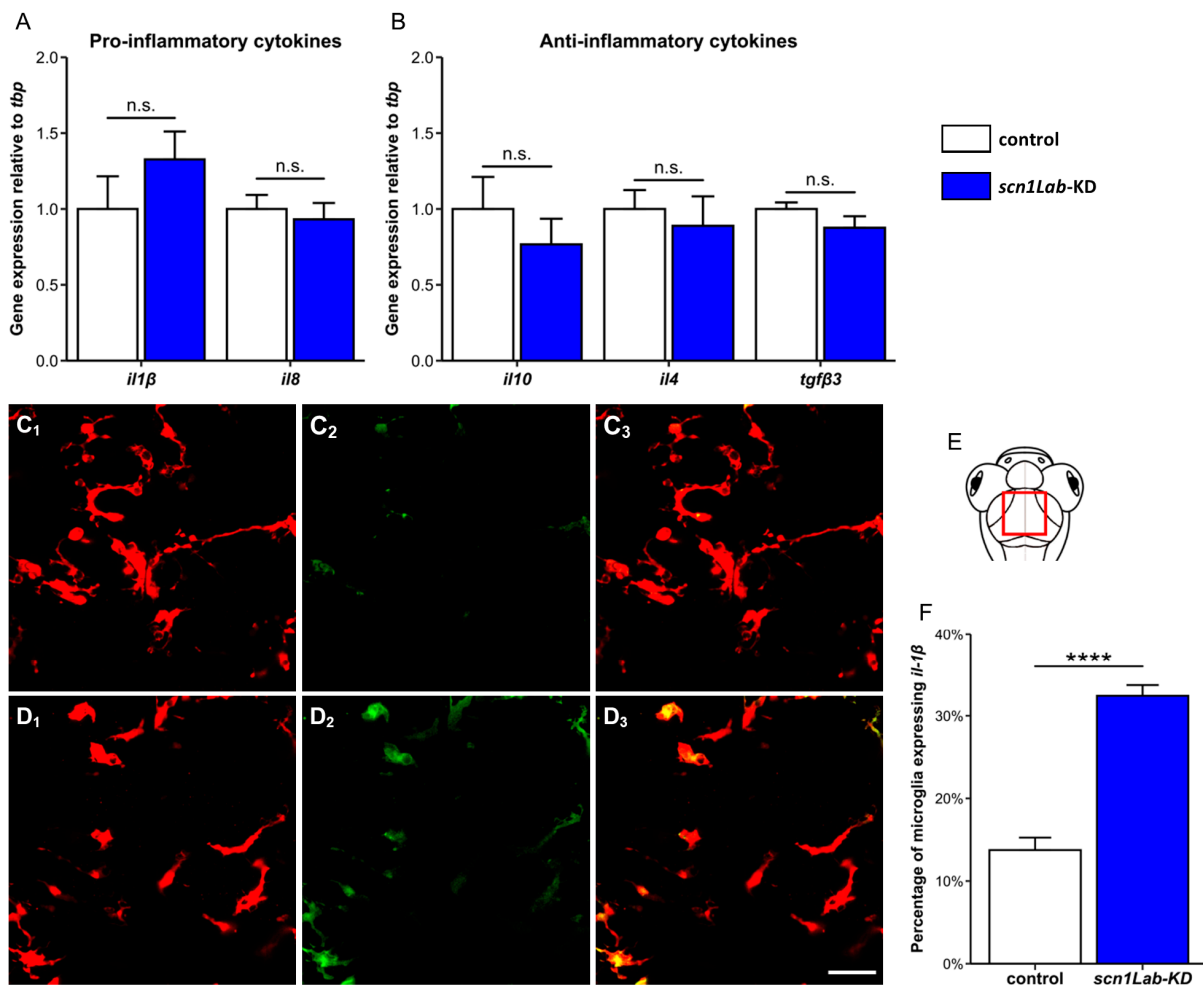 A
Pro-inflammatory cytokines
Gene expression relative to tbp
2.0
1.5
1.0
0.5
0.0
n.s.
n.s.
il1β
il8
B
Anti-inflammatory cytokines
Gene expression relative to tbp
2.0
1.5
1.0
0.5
0.0
n.s.
n.s.
n.s.
il10
il4
tgfβ3
control
scn1Lab-KD
C1
C2
C3
D1
D2
D3
E
F
Percentage of microglia expressing il-1β
40%
30%
20%
10%
0%
****
control
scn1Lab-KD